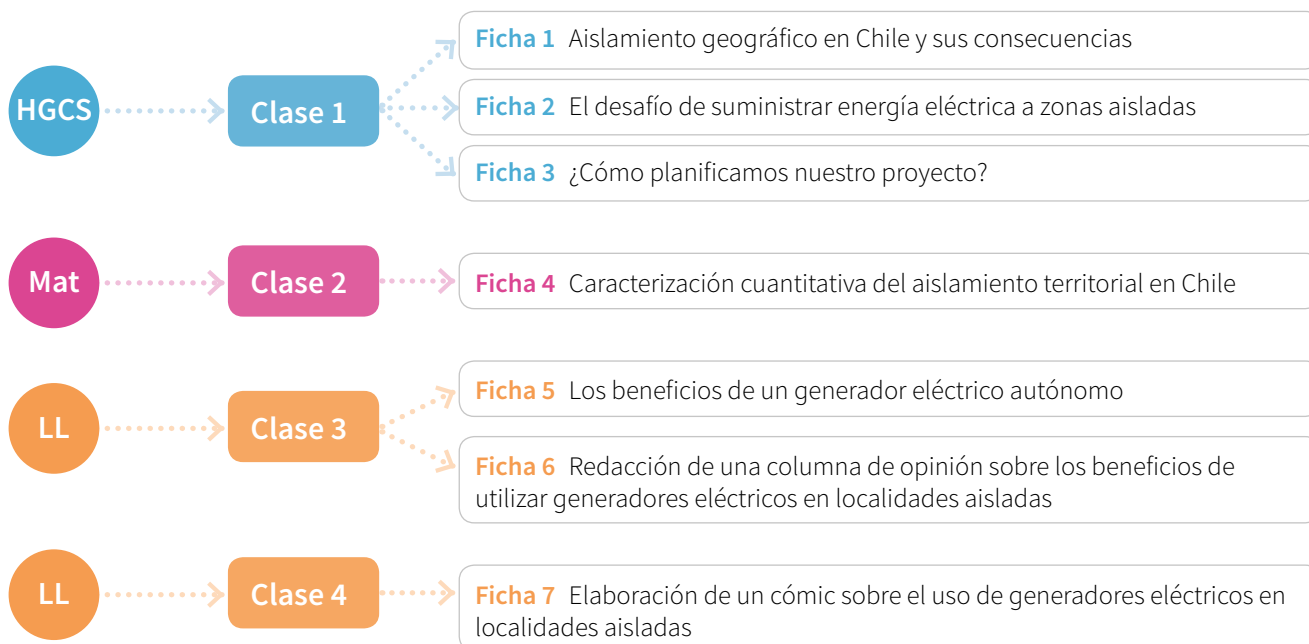 Ficha 1 Aislamiento geográfico en Chile y sus consecuencias
HGCS
Clase 1
Ficha 2 El desafío de suministrar energía eléctrica a zonas aisladas
Ficha 3 ¿Cómo planificamos nuestro proyecto?
Mat
Clase 2
Ficha 4 Caracterización cuantitativa del aislamiento territorial en Chile
LL
Clase 3
Ficha 5 Los beneficios de un generador eléctrico autónomo
Ficha 6 Redacción de una columna de opinión sobre los beneficios de
utilizar generadores eléctricos en localidades aisladas
LL
Clase 4
Ficha 7 Elaboración de un cómic sobre el uso de generadores eléctricos en
localidades aisladas